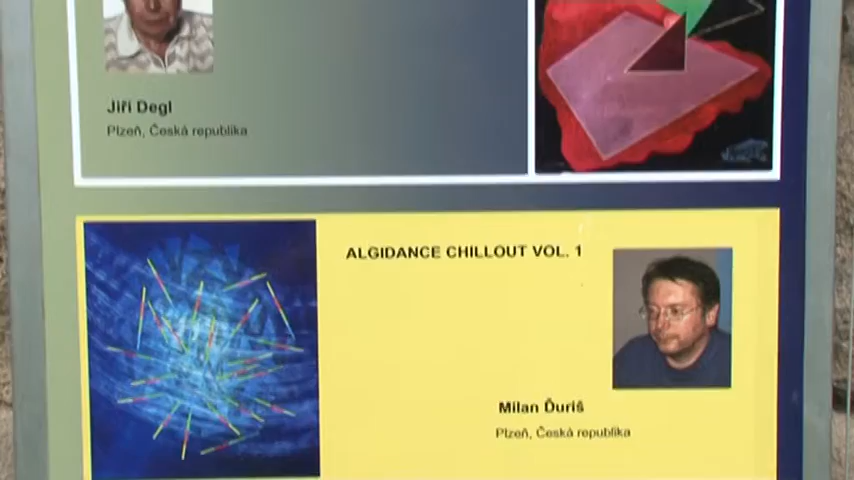 Jiří Degl
Plzeň, Česká republika
ALGIDANCE CHILLOUT VOL. 1
Milan Ďuriš
Plzeň, Česká republika